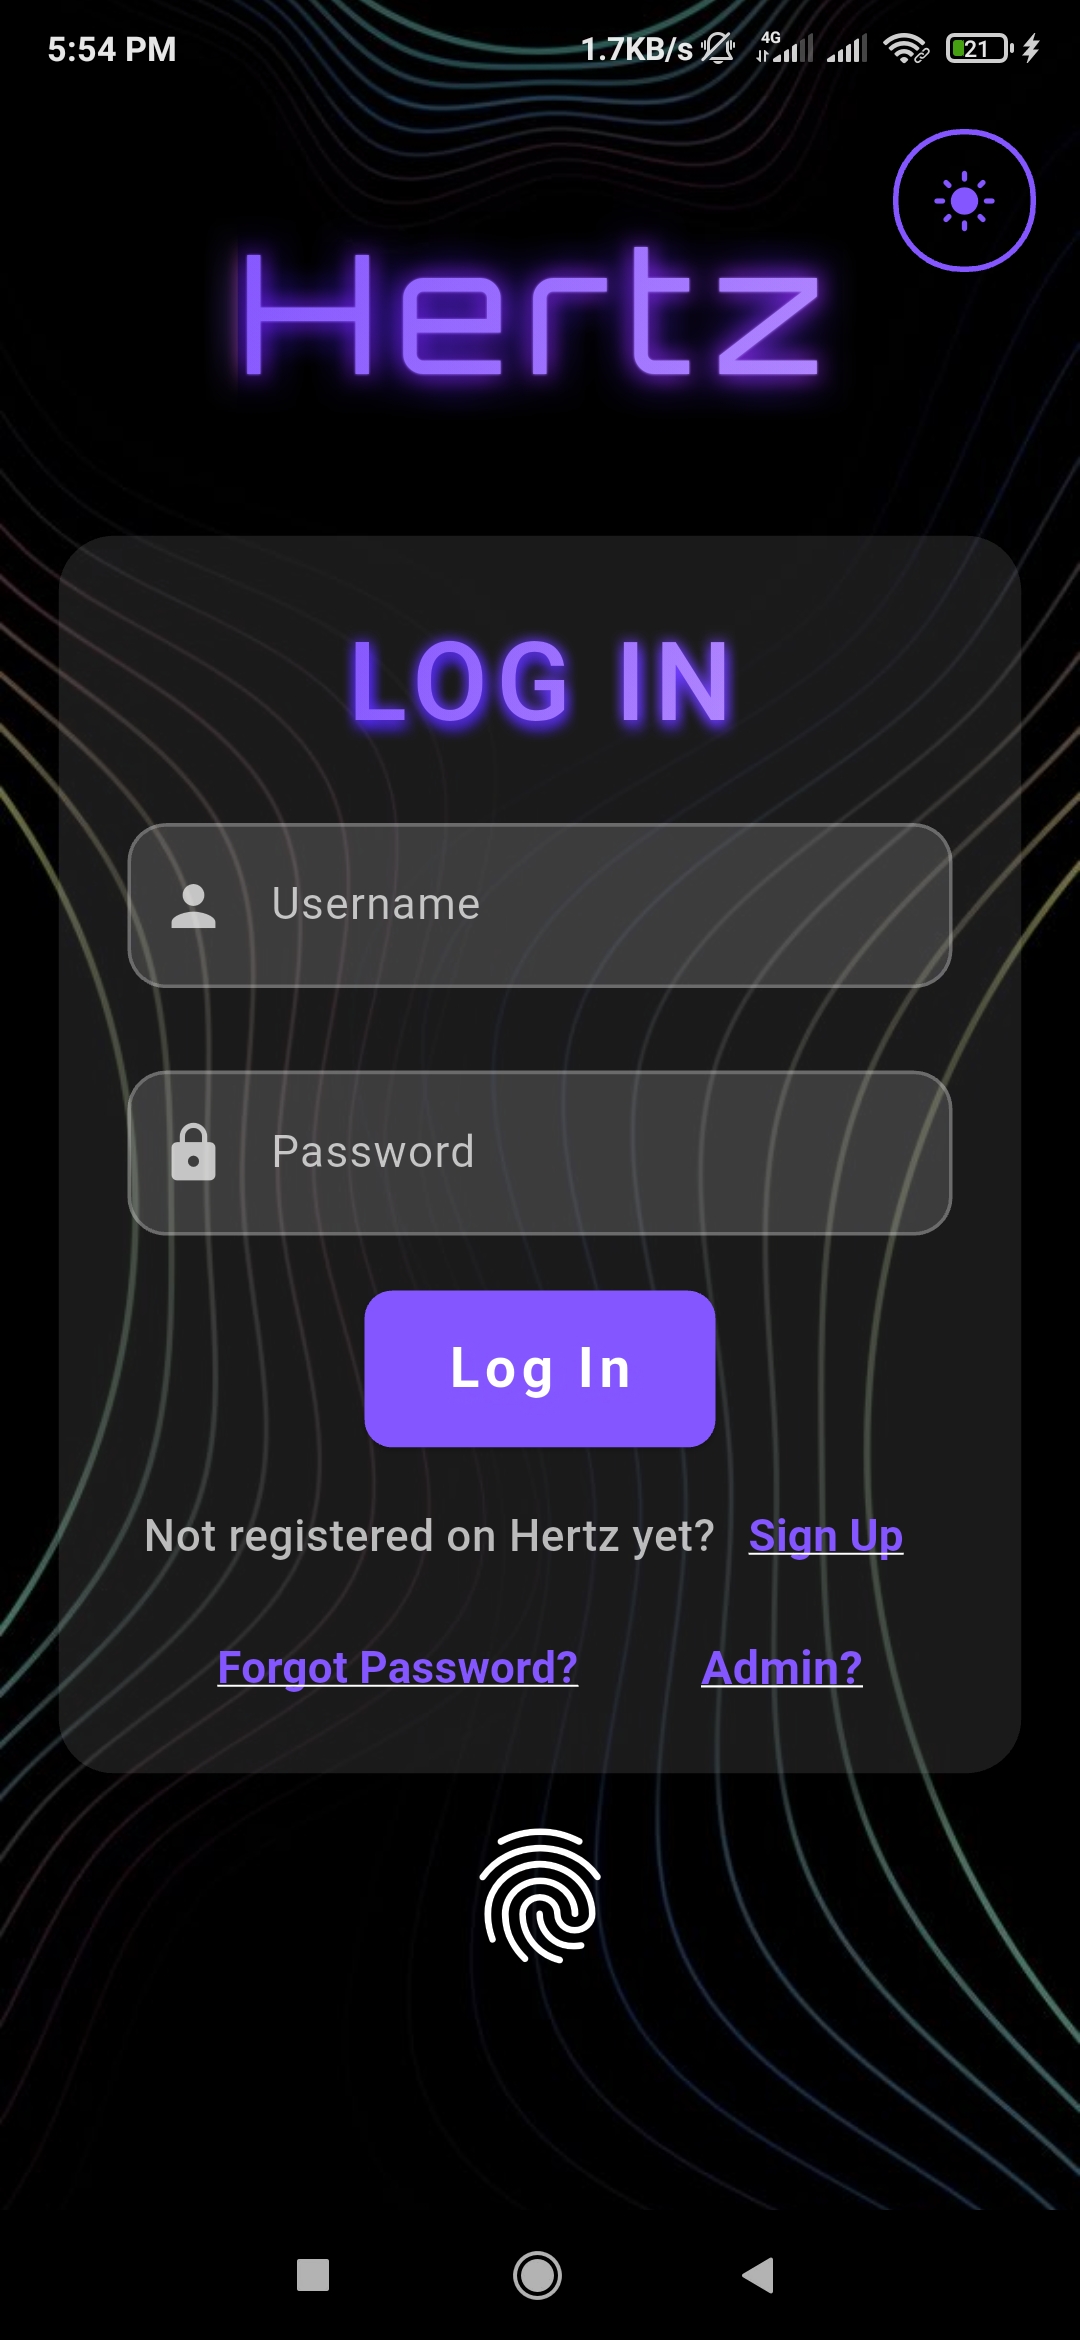 5:54 PM 1.7KB/s 4G 21
Hertz
LOG IN
Username
Password
Log In
Not registered on Hertz yet? Sign Up
Forgot Password? Admin?